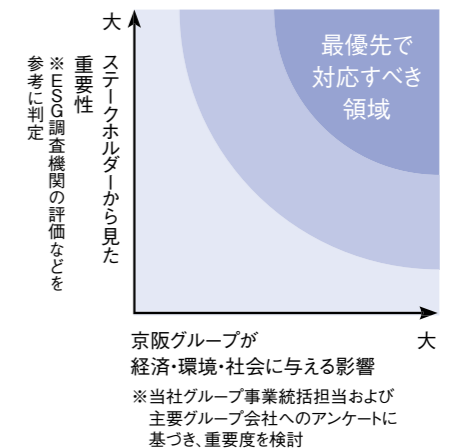 大
ステークホルダーから見た
重要性
※ESG調査機関の評価などを
参考に判定
最優先で
対応すべき
領域
京阪グループが
経済・環境・社会に与える影響
大
※当社グループ事業統括担当および
主要グループ会社へのアンケートに
基づき、重要度を検討